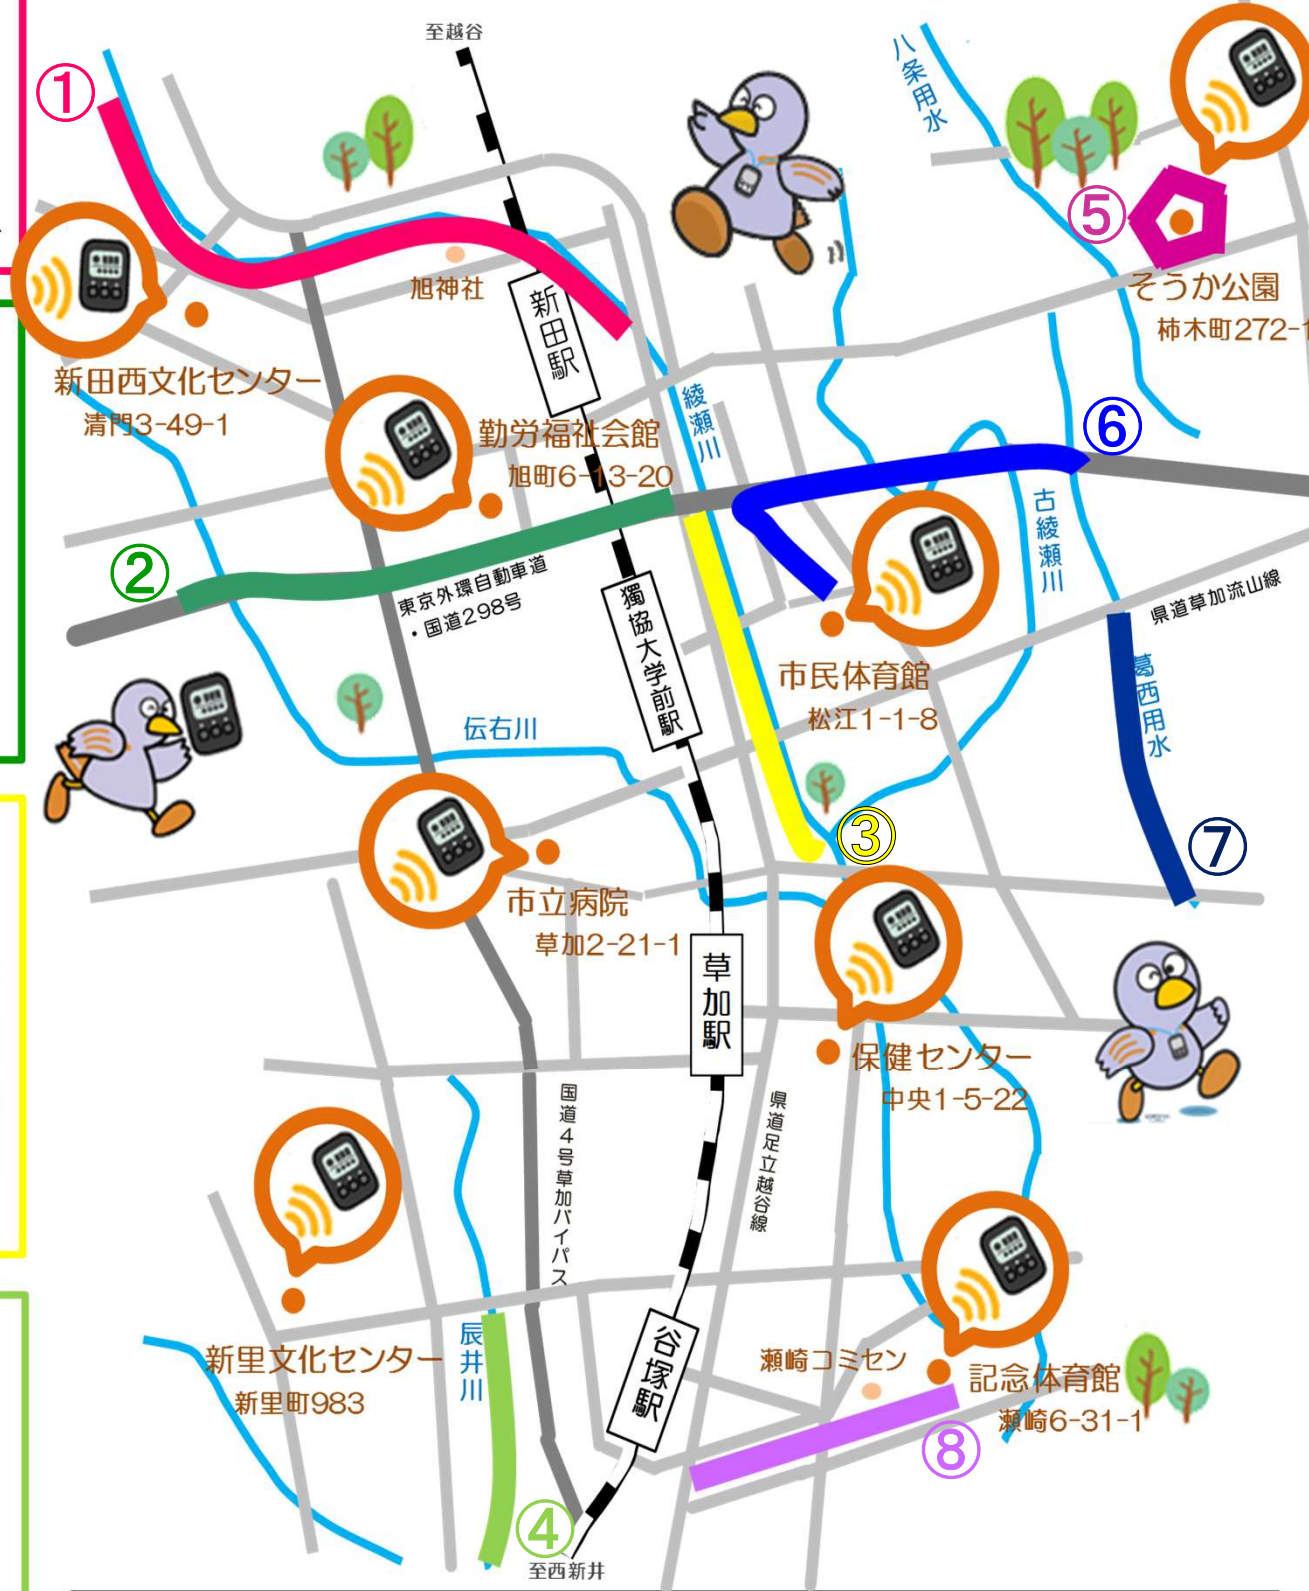 至越谷
①
八条用水
⑤
そうか公園
柿木町272-1
旭神社
新田駅
新田西文化センター
清門3-49-1
綾瀬川
勤労福祉会館
旭町6-13-20
⑥
古綾瀬川
②
東京外環自動車道
・国道298号
獨協大学前駅
県道草加流山線
市民体育館
松江1-1-8
葛西用水
伝右川
③
⑦
市立病院
草加2-21-1
草加駅
保健センター
中央1-5-22
国道4号草加バイパス
県道足立越谷線
新里文化センター
新里町983
辰井川
谷塚駅
瀬崎コミセン
記念体育館
瀬崎6-31-1
⑧
④
至西新井